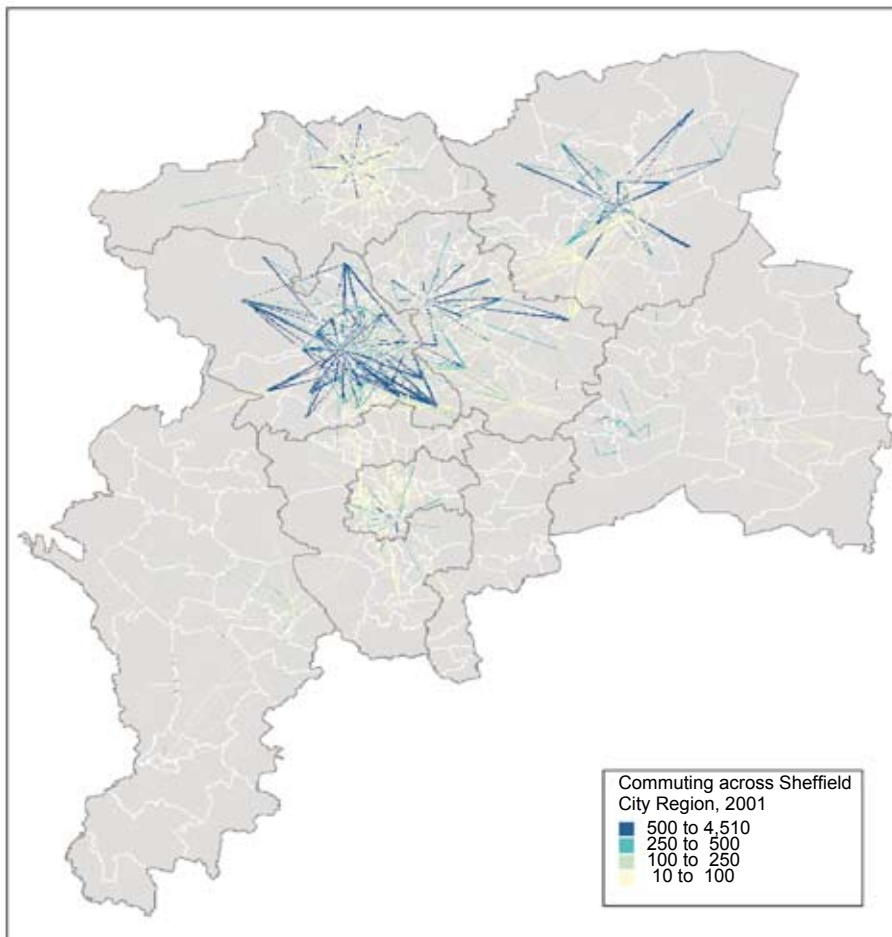 Commuting across Sheffield
City Region, 2001
500 to 4,510
250 to 500
100 to 250
10 to 100